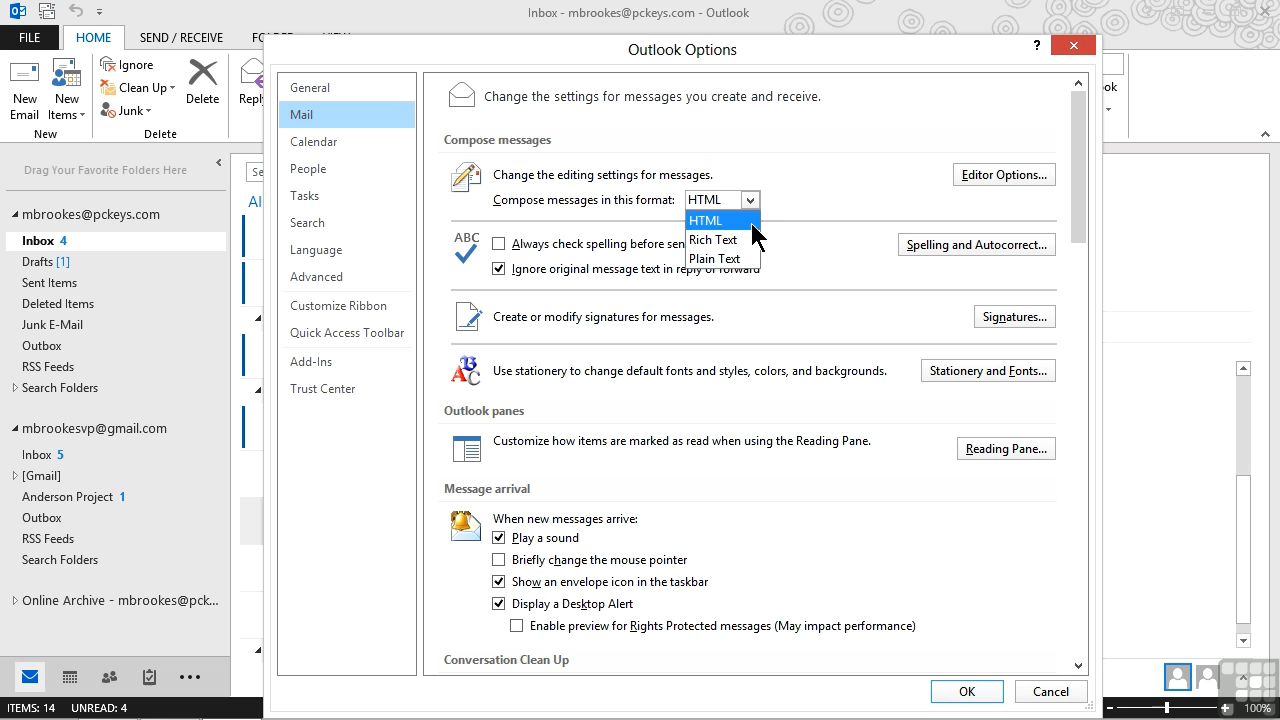 Inbox - mbrookes@pckeys.com - Outlook
FILE
HOME
SEND / RECEIVE
New Email
New Items
New
Ignore
Clean Up
Junk
Delete
Delete
Outlook Options
?
Drag Your Favorite Folders Here
mbrookes@pckeys.com
Inbox 4
Drafts [1]
Sent Items
Deleted Items
Junk E-Mail
Outbox
RSS Feeds
Search Folders
mbrookesvp@gmail.com
Inbox 5
[Gmail]
Anderson Project 1
Outbox
RSS Feeds
Search Folders
Online Archive - mbrookes@pck...
General
Mail
Calendar
People
Tasks
Search
Language
Advanced
Customize Ribbon
Quick Access Toolbar
Add-Ins
Trust Center
Change the settings for messages you create and receive.
Compose messages
Change the editing settings for messages.
Editor Options...
Compose messages in this format: HTML
HTML
Rich Text
Plain Text
ABC
Always check spelling before sen
Spelling and Autocorrect...
Ignore original message text in reply or forward
Create or modify signatures for messages.
Signatures...
Use stationery to change default fonts and styles, colors, and backgrounds.
Stationery and Fonts...
Outlook panes
Customize how items are marked as read when using the Reading Pane.
Reading Pane...
Message arrival
When new messages arrive:
Play a sound
Briefly change the mouse pointer
Show an envelope icon in the taskbar
Display a Desktop Alert
Enable preview for Rights Protected messages (May impact performance)
Conversation Clean Up
OK
Cancel
ITEMS: 14
UNREAD: 4
100%